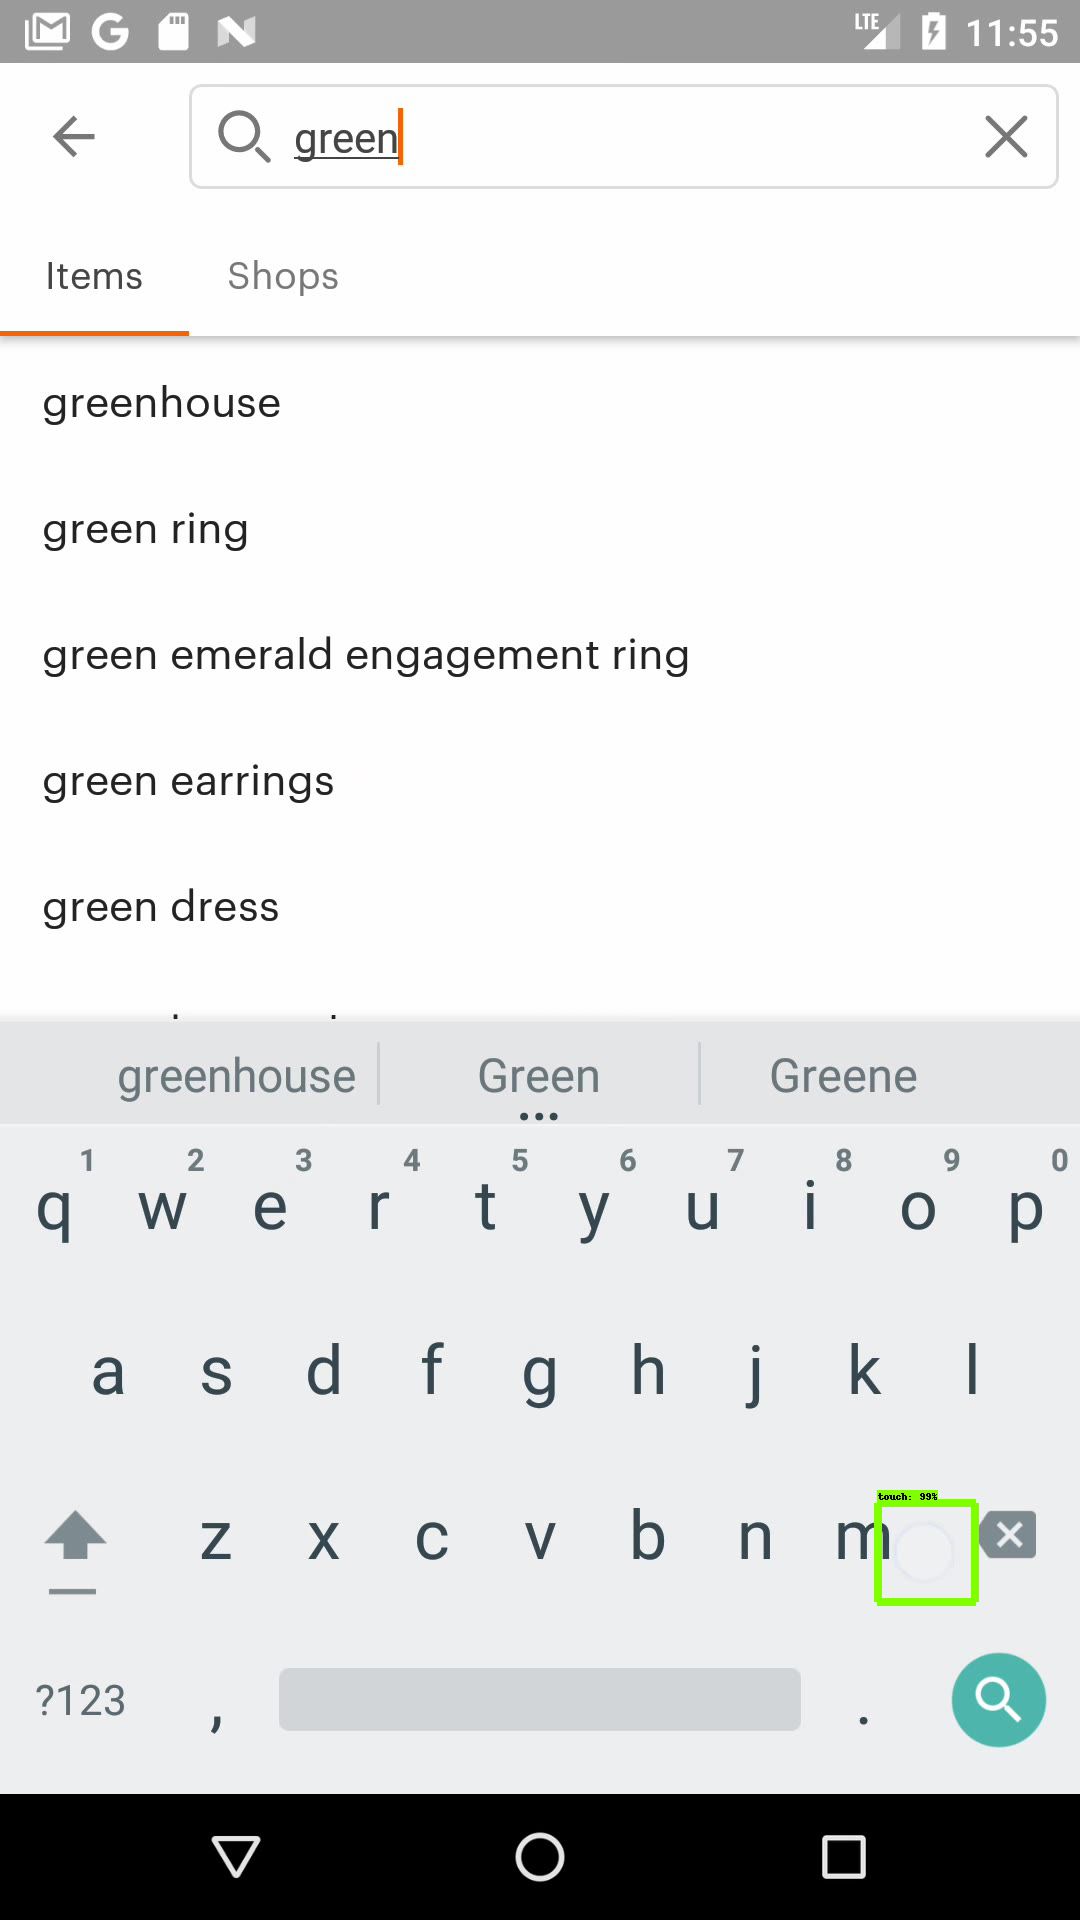 LTE 11:55
green
Items Shops
greenhouse
green ring
green emerald engagement ring
green earrings
green dress
greenhouse Green Greene
1 2 3 4 5 6 7 8 9 0
q w e r t y u i o p
a s d f g h j k l
touch: 99%
z x c v b n m
?123 , .